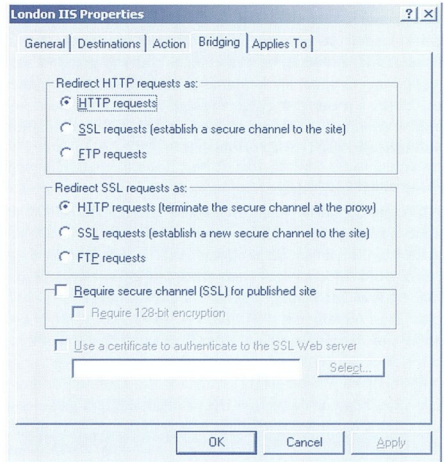 London IIS Properties
General Destinations Action Bridging Applies To
Redirect HTTP requests as:
HTTP requests
SSL requests (establish a secure channel to the site)
FTP requests
Redirect SSL requests as:
HTTP requests (terminate the secure channel at the proxy)
SSL requests (establish a new secure channel to the site)
FTP requests
Require secure channel (SSL) for published site
Require 128-bit encryption
Use a certificate to authenticate to the SSL Web server
Select...
OK Cancel Apply